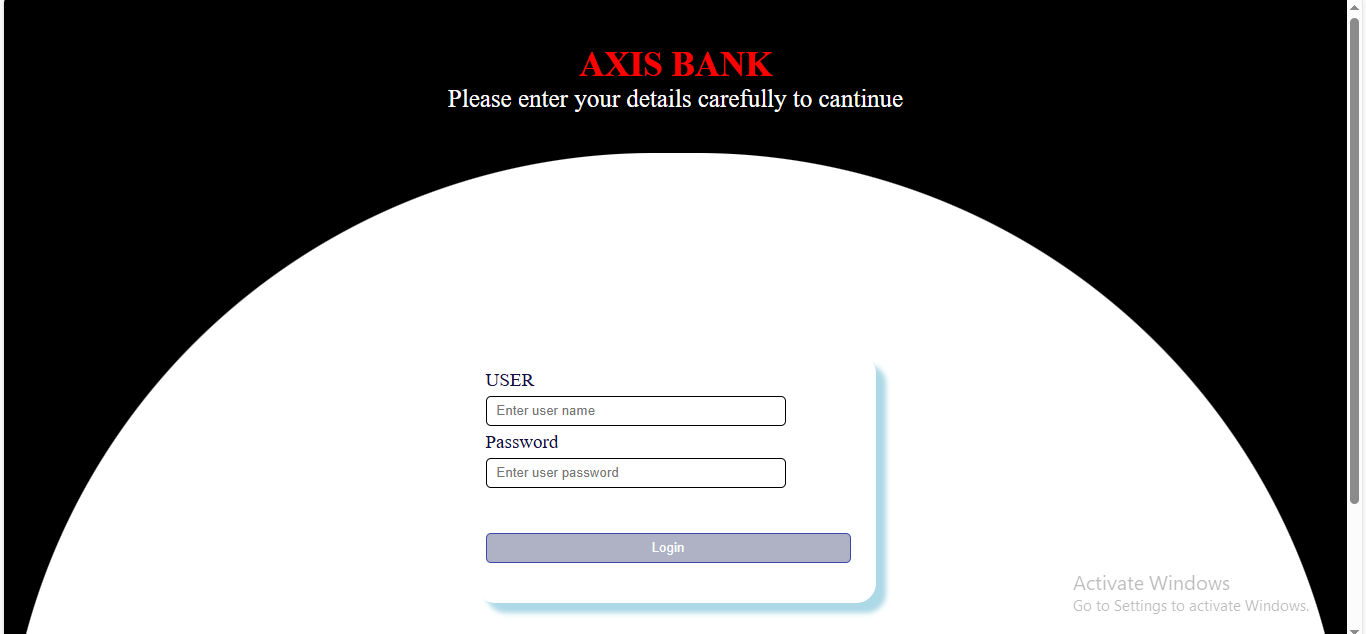 AXIS BANK
Please enter your details carefully to cantinue
USER
Enter user name
Password
Enter user password
Login
Activate Windows
Go to Settings to activate Windows.